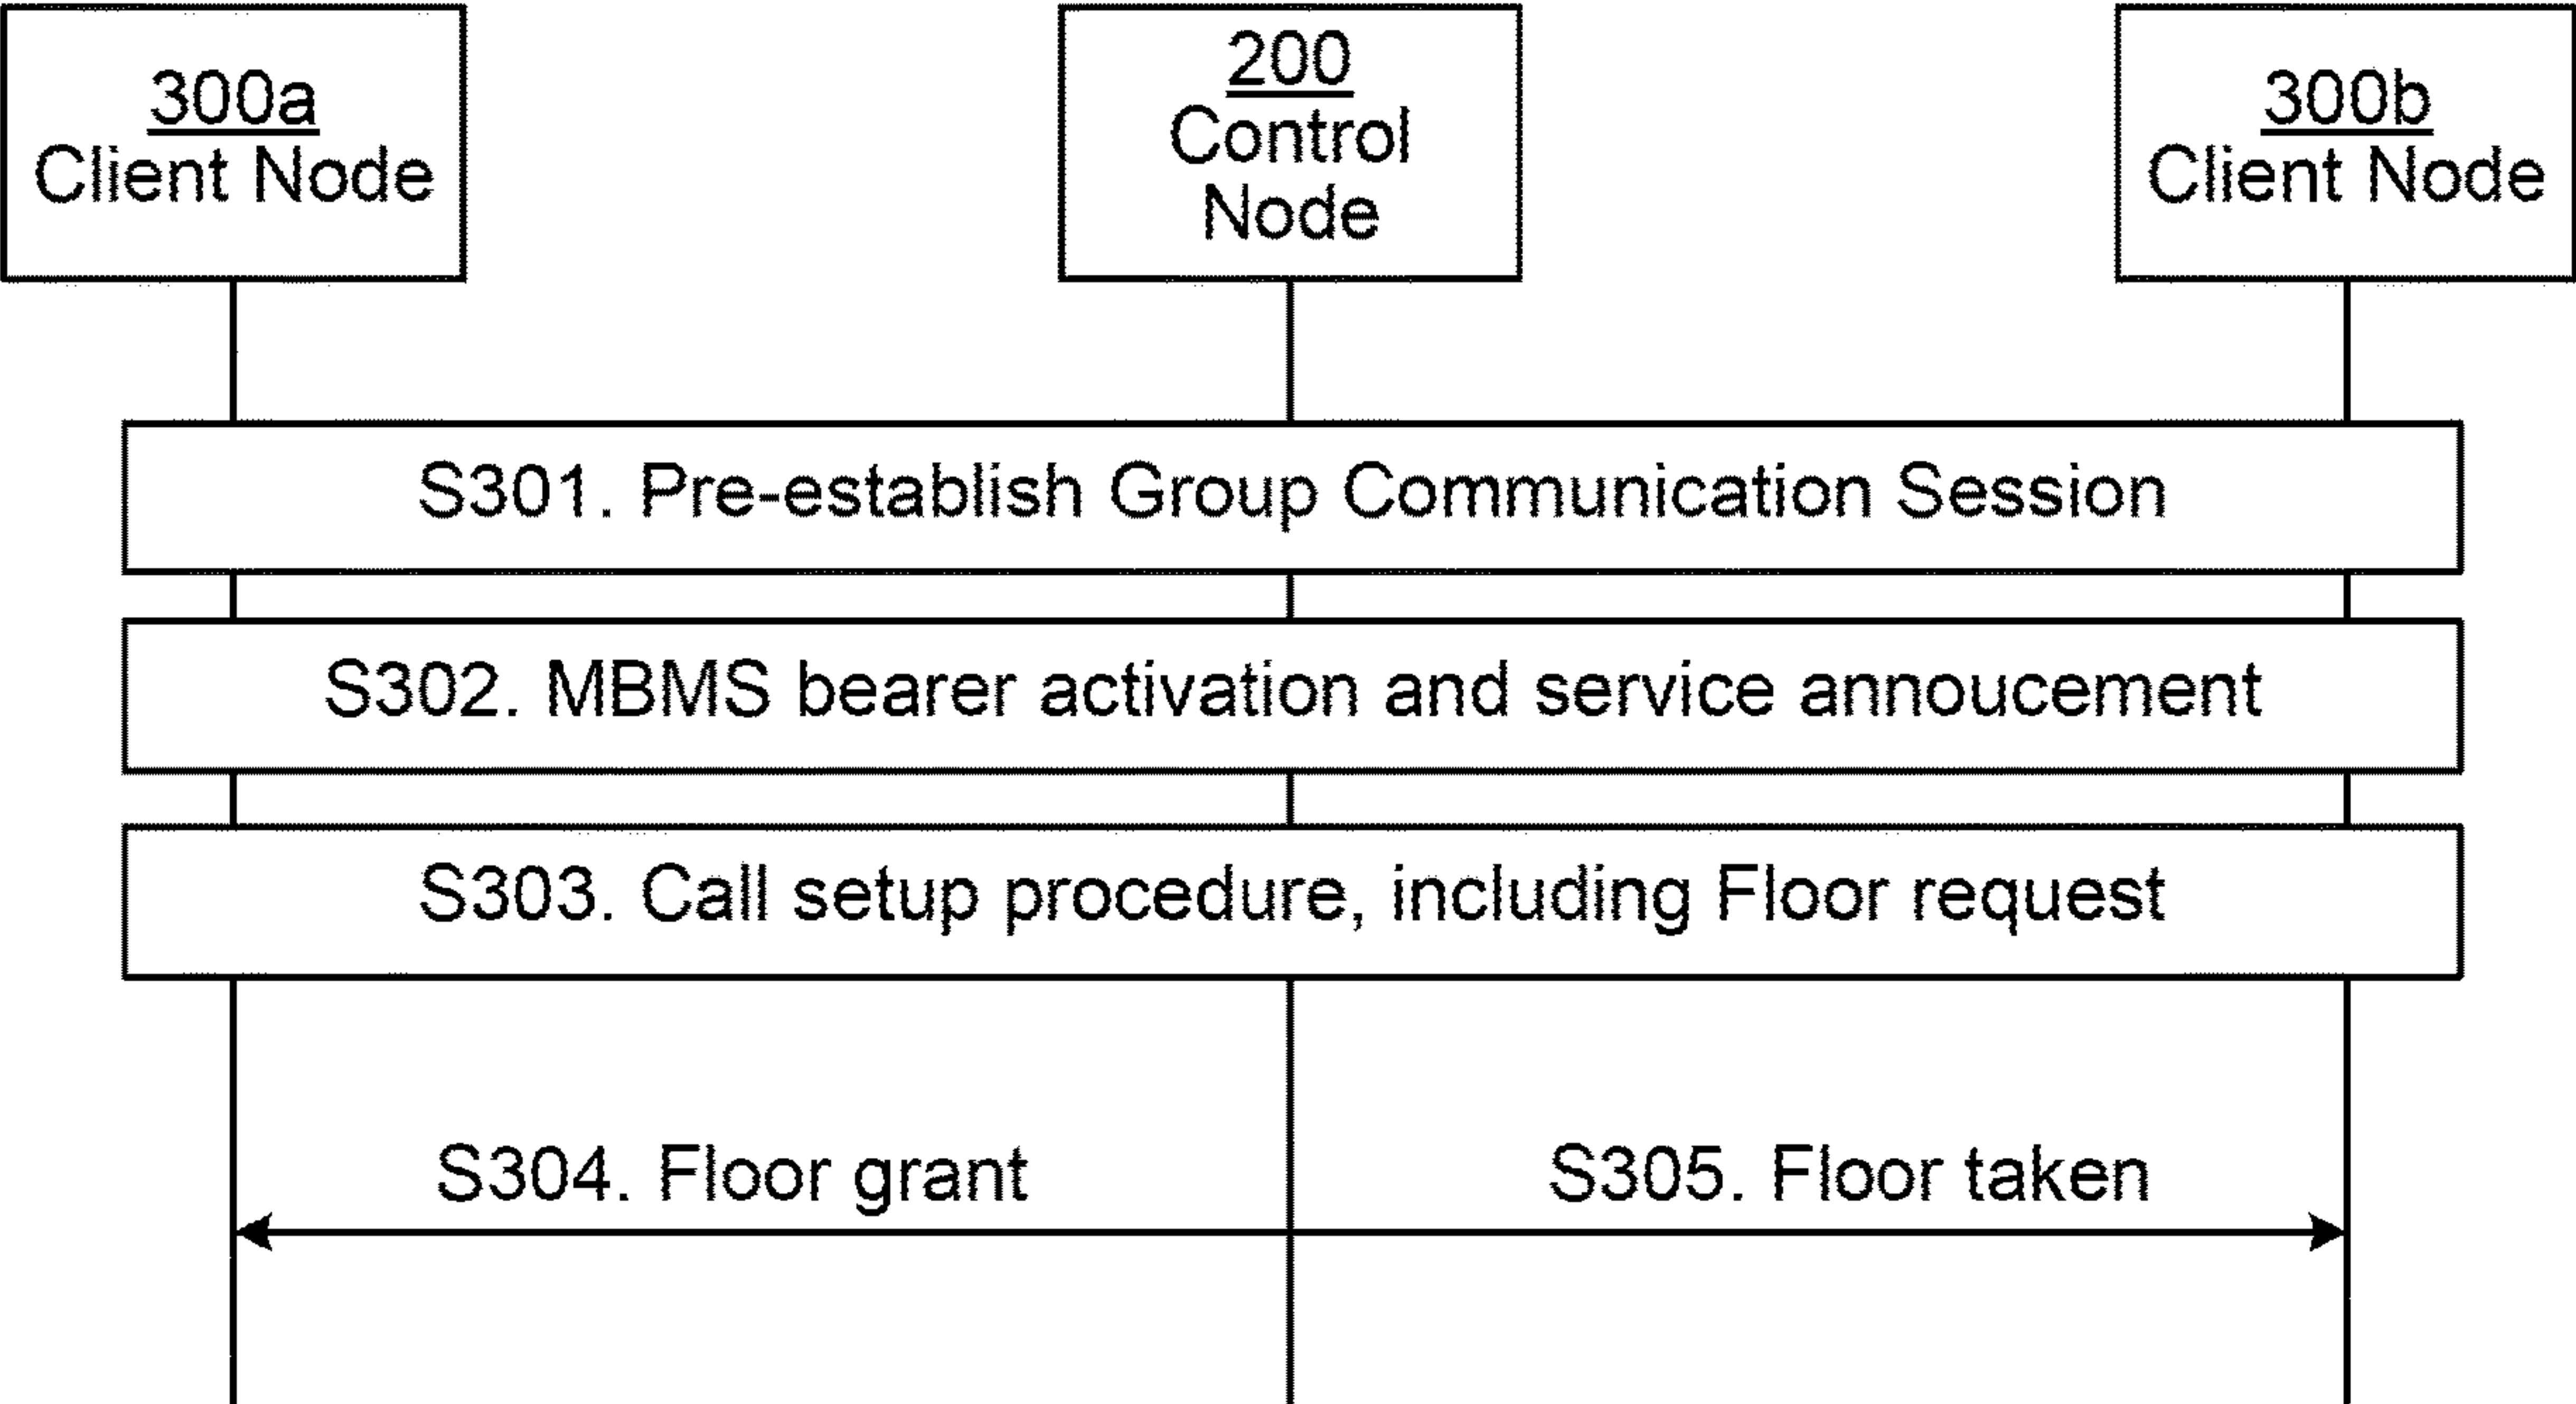 300a
Client Node
200
Control
Node
300b
Client Node
S301. Pre-establish Group Communication Session
S302. MBMS bearer activation and service annoucement
S303. Call setup procedure, including Floor request
S304. Floor grant
S305. Floor taken